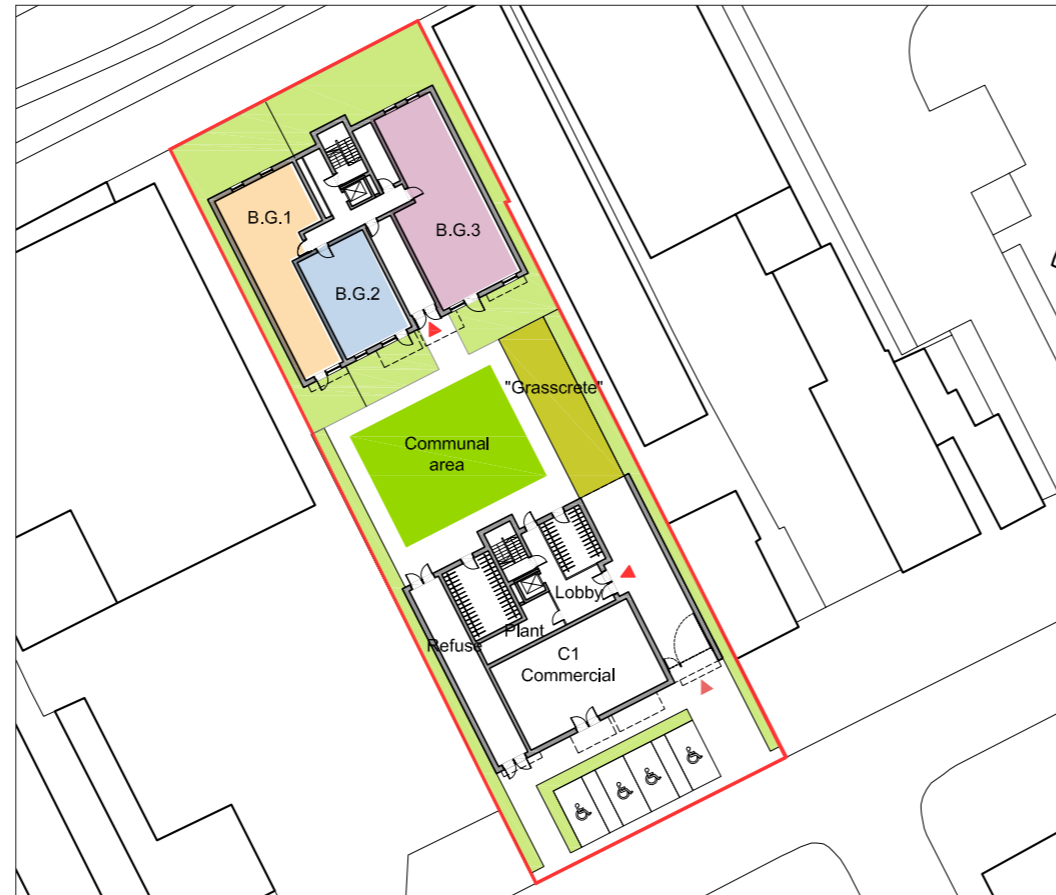 B.G.1
B.G.3
B.G.2
"Grasscrete"
Communal
area
Lobby
Plant
Refuse
C1
Commercial